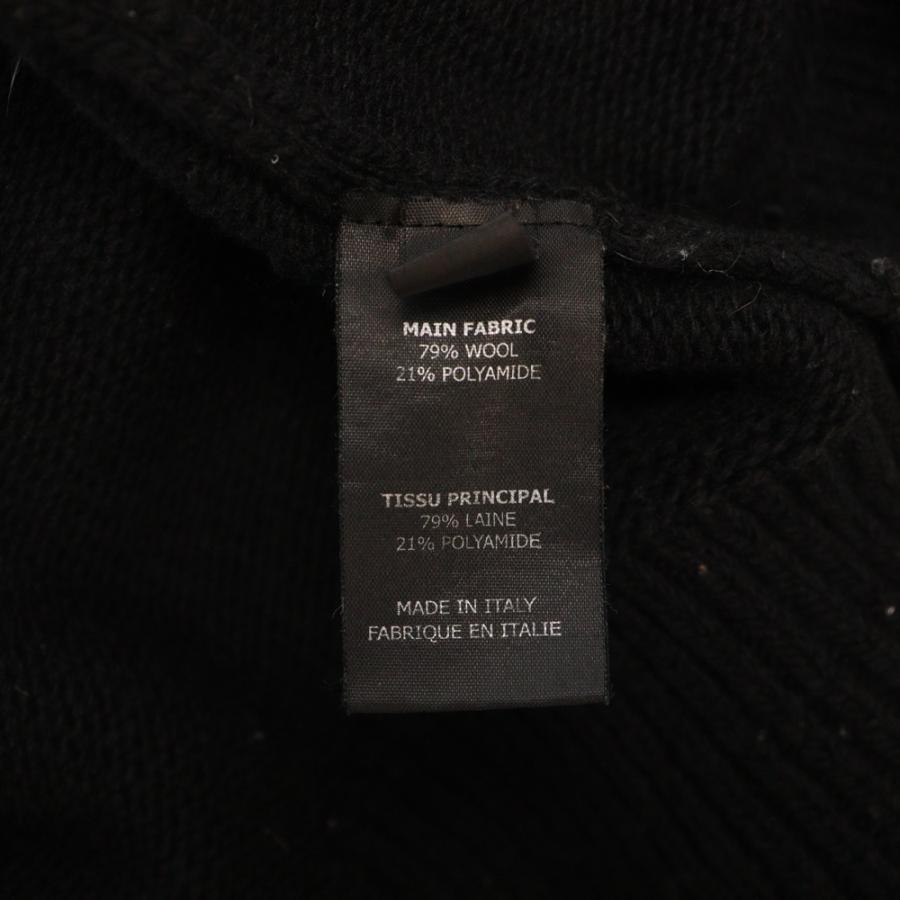 MAIN FABRIC
79% WOOL
21% POLYAMIDE
TISSU PRINCIPAL
79% LAINE
21% POLYAMIDE
MADE IN ITALY
FABRIQUE EN ITALIE